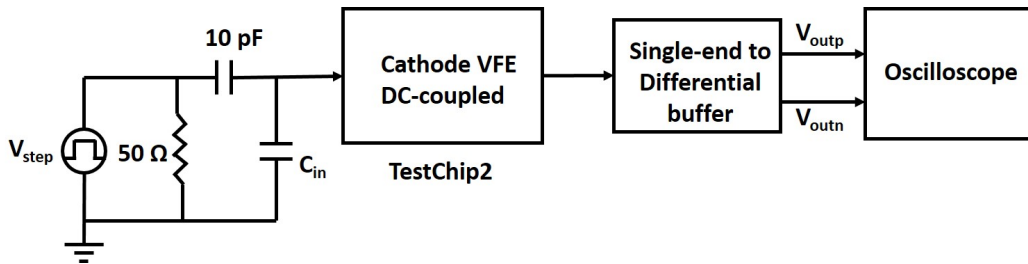 10 pF
V_step
50 Ω
C_in
Cathode VFE
DC-coupled
TestChip2
Single-end to
Differential
buffer
V_outp
V_outn
Oscilloscope